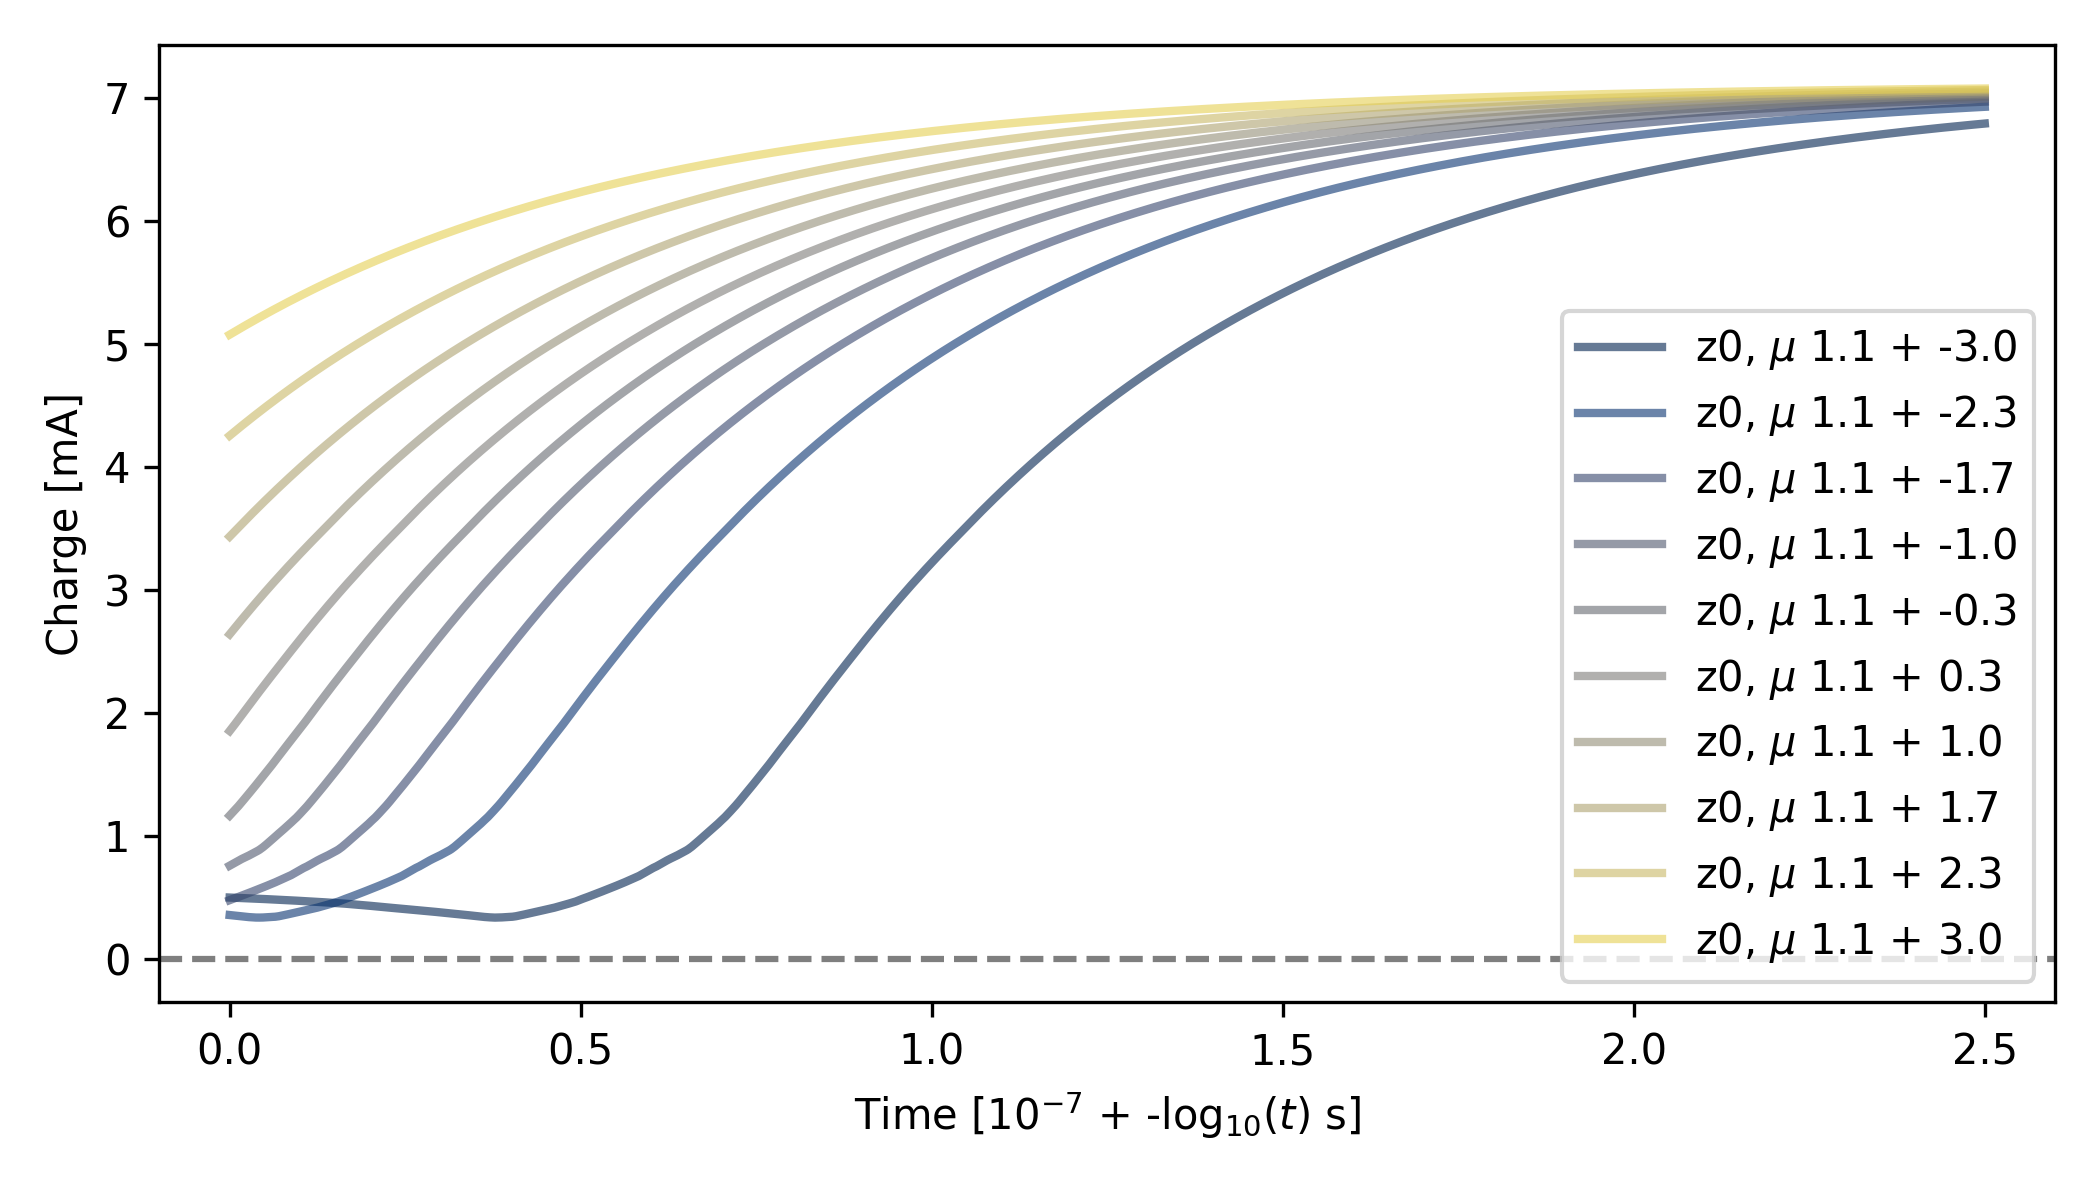 7
6
5
4
3
2
1
0
Charge [mA]
0.0 0.5 1.0 1.5 2.0 2.5
Time [10⁻⁷ + -log₁₀(t) s]
z0, μ 1.1 + -3.0
z0, μ 1.1 + -2.3
z0, μ 1.1 + -1.7
z0, μ 1.1 + -1.0
z0, μ 1.1 + -0.3
z0, μ 1.1 + 0.3
z0, μ 1.1 + 1.0
z0, μ 1.1 + 1.7
z0, μ 1.1 + 2.3
z0, μ 1.1 + 3.0